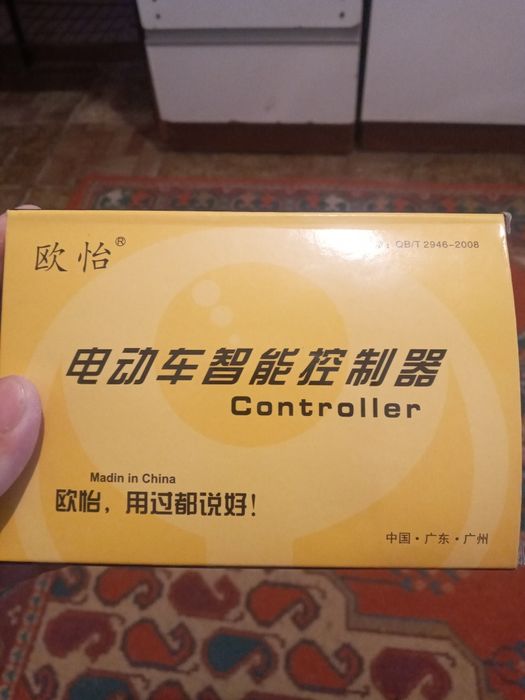 欧怡®
: QB/T 2946-2008
电动车智能控制器
Controller
Madin in China
欧怡，用过都说好！
中国·广东·广州